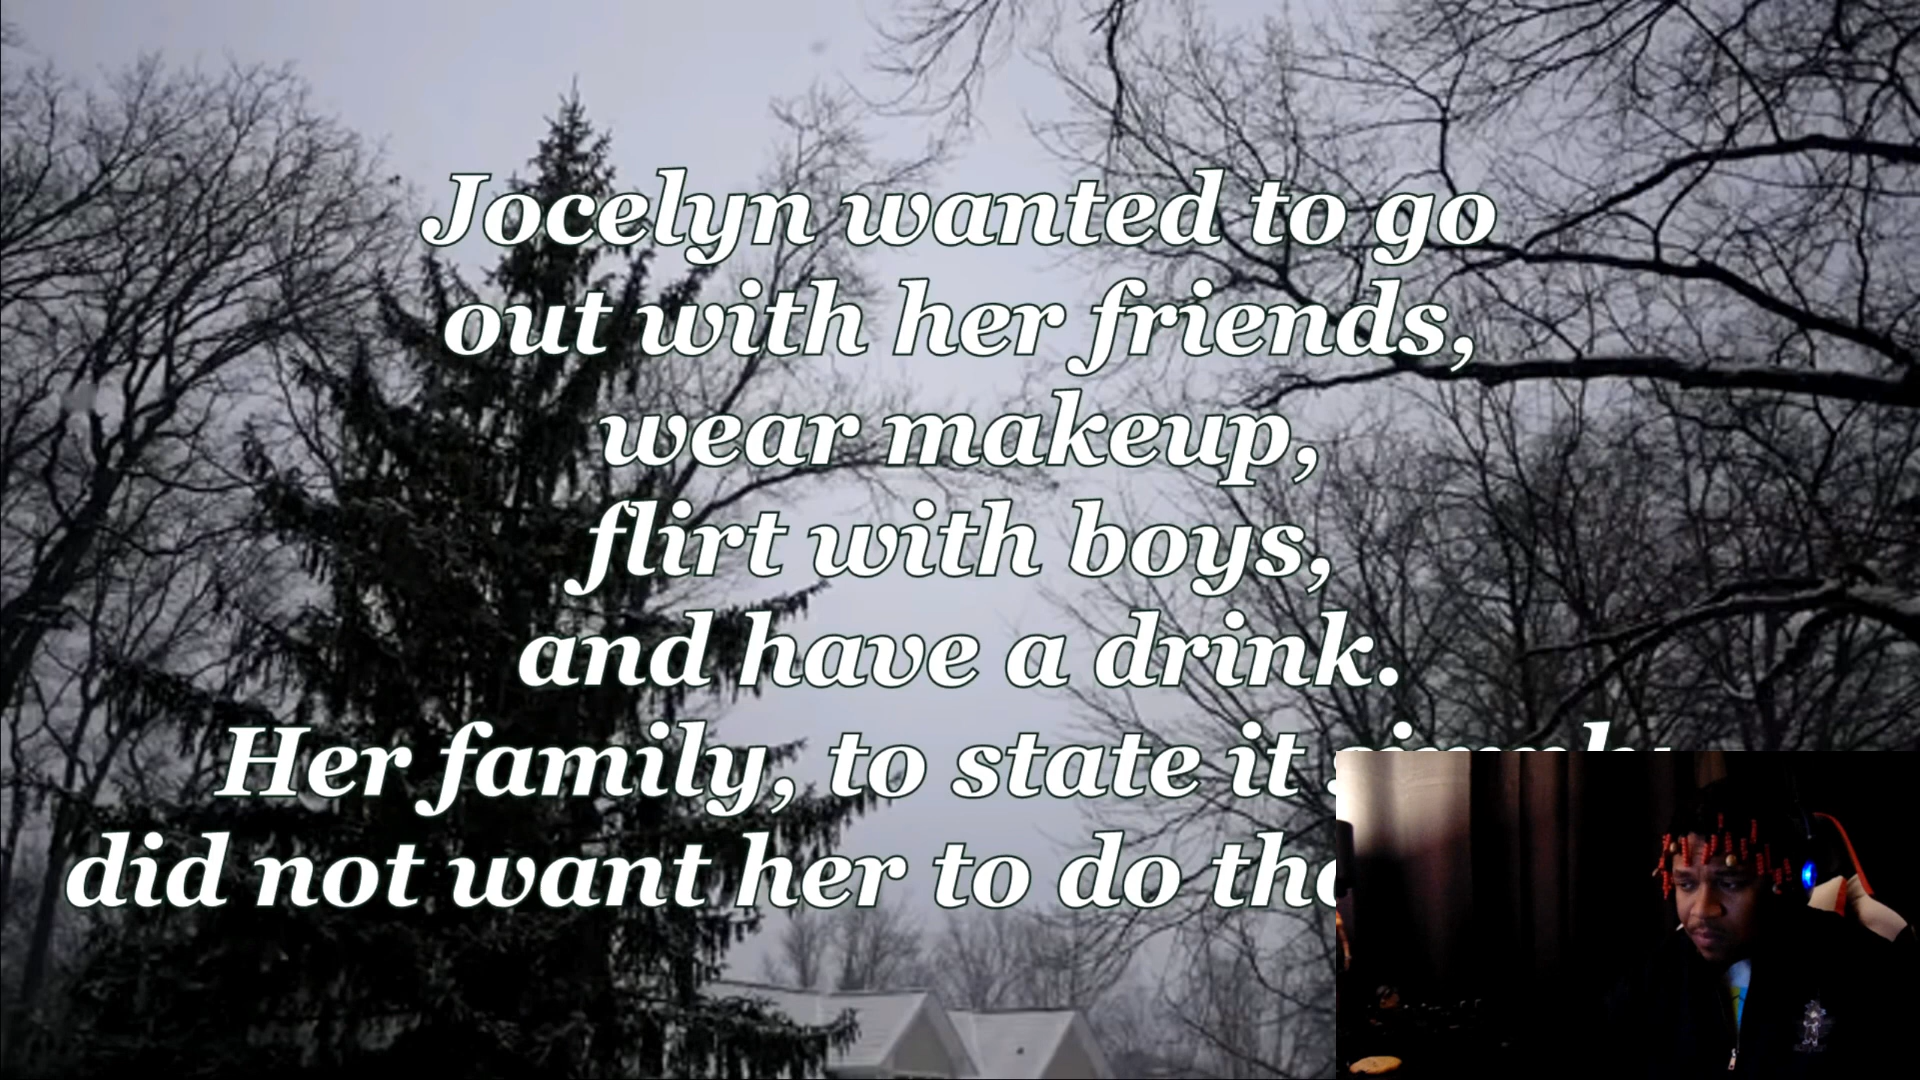 Jocelyn wanted to go
out with her friends,
wear makeup,
flirt with boys,
and have a drink.
Her family, to state it
did not want her to do